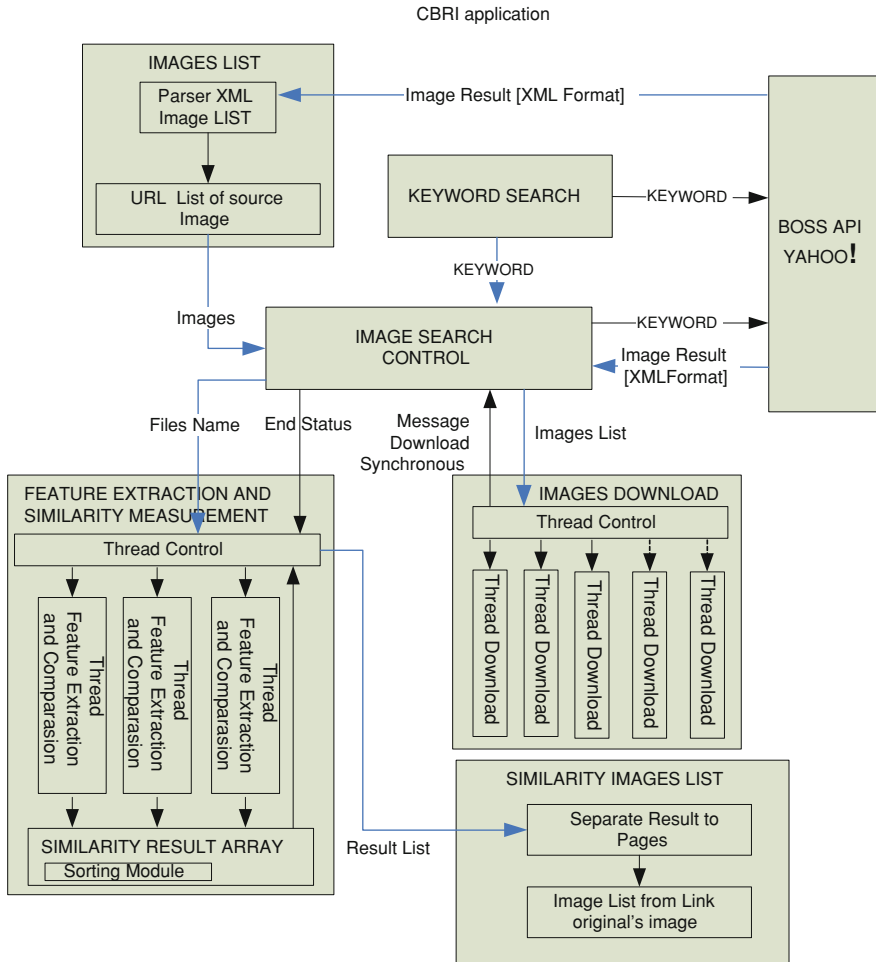 CBRI application
IMAGES LIST
Parser XML
Image LIST
URL List of source
Image
Image Result [XML Format]
KEYWORD SEARCH
KEYWORD
BOSS API
YAHOO!
KEYWORD
Images
IMAGE SEARCH
CONTROL
KEYWORD
Image Result
[XMLFormat]
Files Name
End Status
Message
Download
Synchronous
Images List
FEATURE EXTRACTION AND
SIMILARITY MEASUREMENT
Thread Control
Thread
Feature Extraction
and Comparasion
Thread
Feature Extraction
and Comparasion
Thread
Feature Extraction
and Comparasion
SIMILARITY RESULT ARRAY
Sorting Module
IMAGES DOWNLOAD
Thread Control
Thread Download
Thread Download
Thread Download
Thread Download
Thread Download
Result List
SIMILARITY IMAGES LIST
Separate Result to
Pages
Image List from Link
original's image